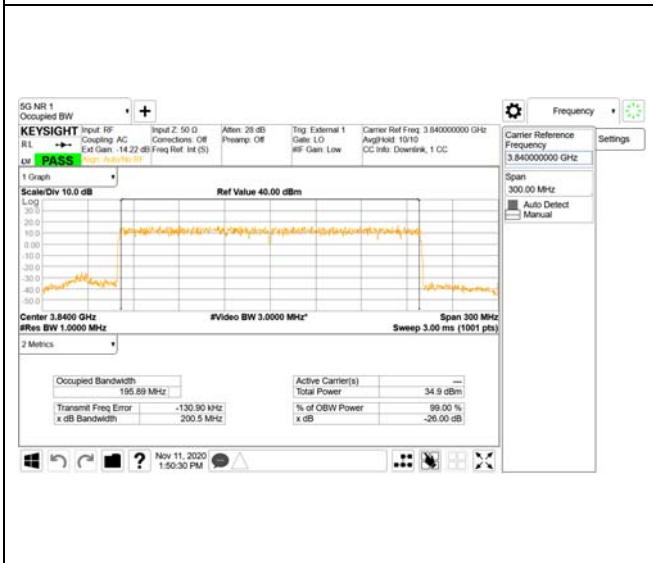 5G NR 1
Occupied BW
Frequency
KEYSIGHT
Input: RF
Input Z: 50 Ω
Atten: 28 dB
Trig: External 1
Carrier Ref Freq: 3.840000000 GHz
Coupling: AC
Corrections: Off
Preamp: Off
Gate: LO
Avg|Hold: 10/10
Ext Gain: -14.22 dB
Freq Ref: Int (S)
#IF Gain: Low
CC Info: Downlink, 1 CC
Align: Auto/No RF
PASS
Carrier Reference
Frequency
3.840000000 GHz
Settings
Span
300.00 MHz
Auto Detect
Manual
1 Graph
Scale/Div 10.0 dB
Ref Value 40.00 dBm
Log
30.0
20.0
10.0
0.00
-10.0
-20.0
-30.0
-40.0
-50.0
Center 3.8400 GHz
#Video BW 3.0000 MHz*
Span 300 MHz
#Res BW 1.0000 MHz
Sweep 3.00 ms (1001 pts)
2 Metrics
Occupied Bandwidth
195.89 MHz
Active Carrier(s)
---
Total Power
34.9 dBm
Transmit Freq Error
-130.90 kHz
% of OBW Power
99.00 %
x dB Bandwidth
200.5 MHz
x dB
-26.00 dB
?
Nov 11, 2020
1:50:30 PM